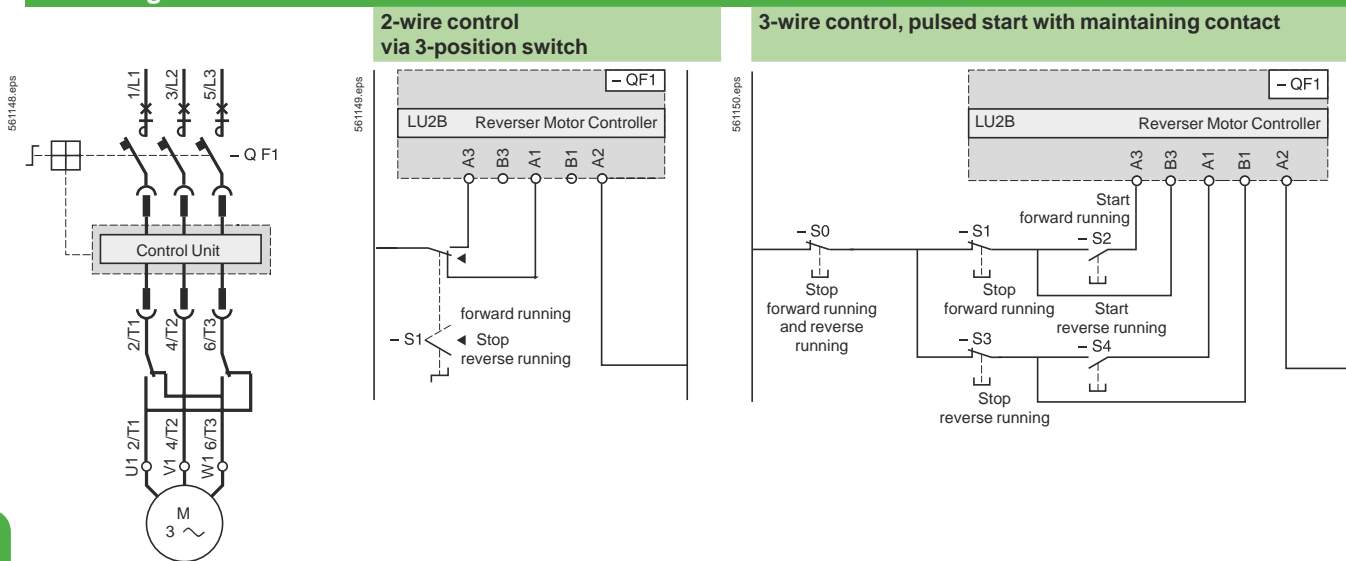 2-wire control
via 3-position switch
3-wire control, pulsed start with maintaining contact
561148.eps
1/L1
3/L2
5/L3
– Q F1
Control Unit
2/T1
4/T2
6/T3
2/T1
4/T2
6/T3
U1
V1
W1
M
3
561149.eps
– QF1
LU2B Reverser Motor Controller
A3 B3 A1 B1 A2
forward running
– S1 Stop
reverse running
561150.eps
– QF1
LU2B Reverser Motor Controller
A3 B3 A1 B1 A2
Start
forward running
– S0
– S1
– S2
Stop
forward running
and reverse
running
Stop
forward running
Start
reverse running
– S3
– S4
Stop
reverse running